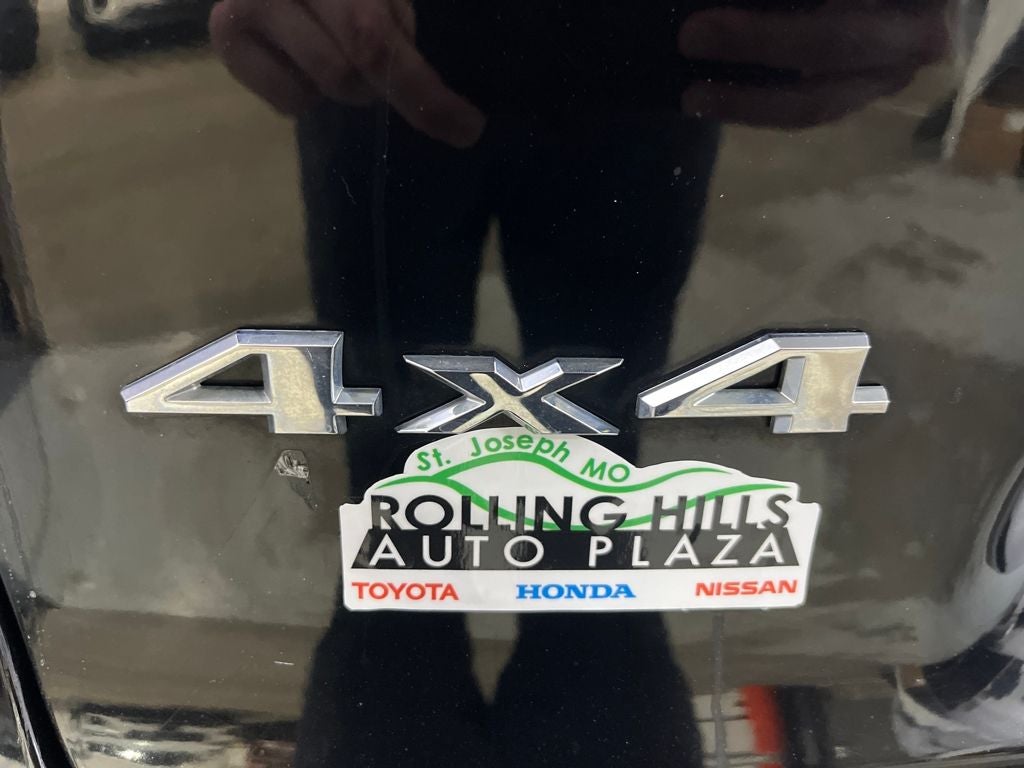 4x4
St. Joseph MO
ROLLING HILLS
AUTO PLAZA
TOYOTA HONDA NISSAN